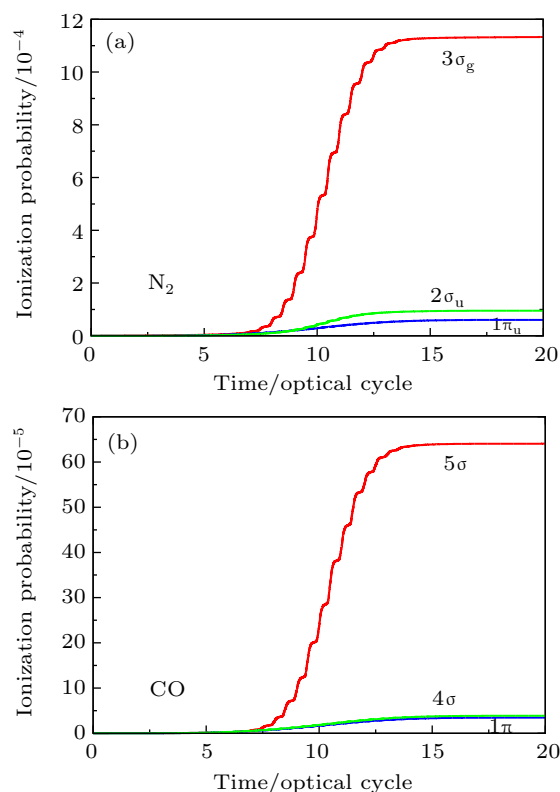 (a)
Ionization probability/10⁻⁴
12
10
8
6
4
2
0
3σg
N₂
2σu
1πu
0 5 10 15 20
Time/optical cycle
(b)
Ionization probability/10⁻⁵
70
60
50
40
30
20
10
0
5σ
CO
4σ
1π
0 5 10 15 20
Time/optical cycle